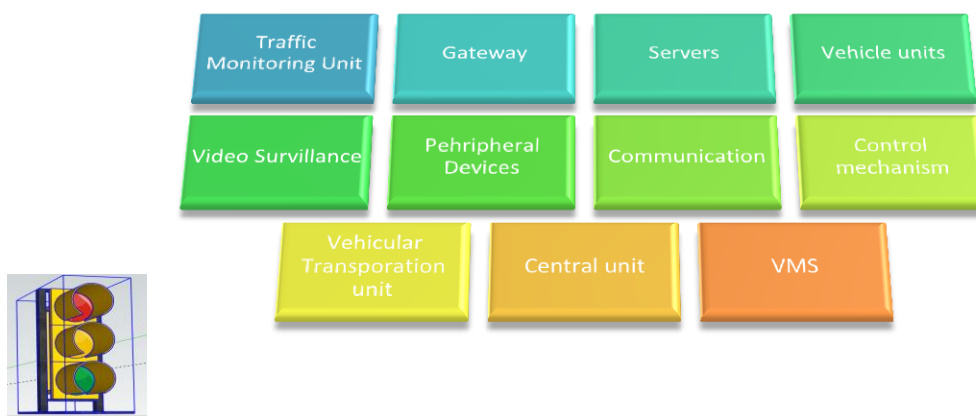 Traffic
Monitoring Unit
Gateway
Servers
Vehicle units
Video Survillance
Pehripheral
Devices
Communication
Control
mechanism
Vehicular
Transporation
unit
Central unit
VMS